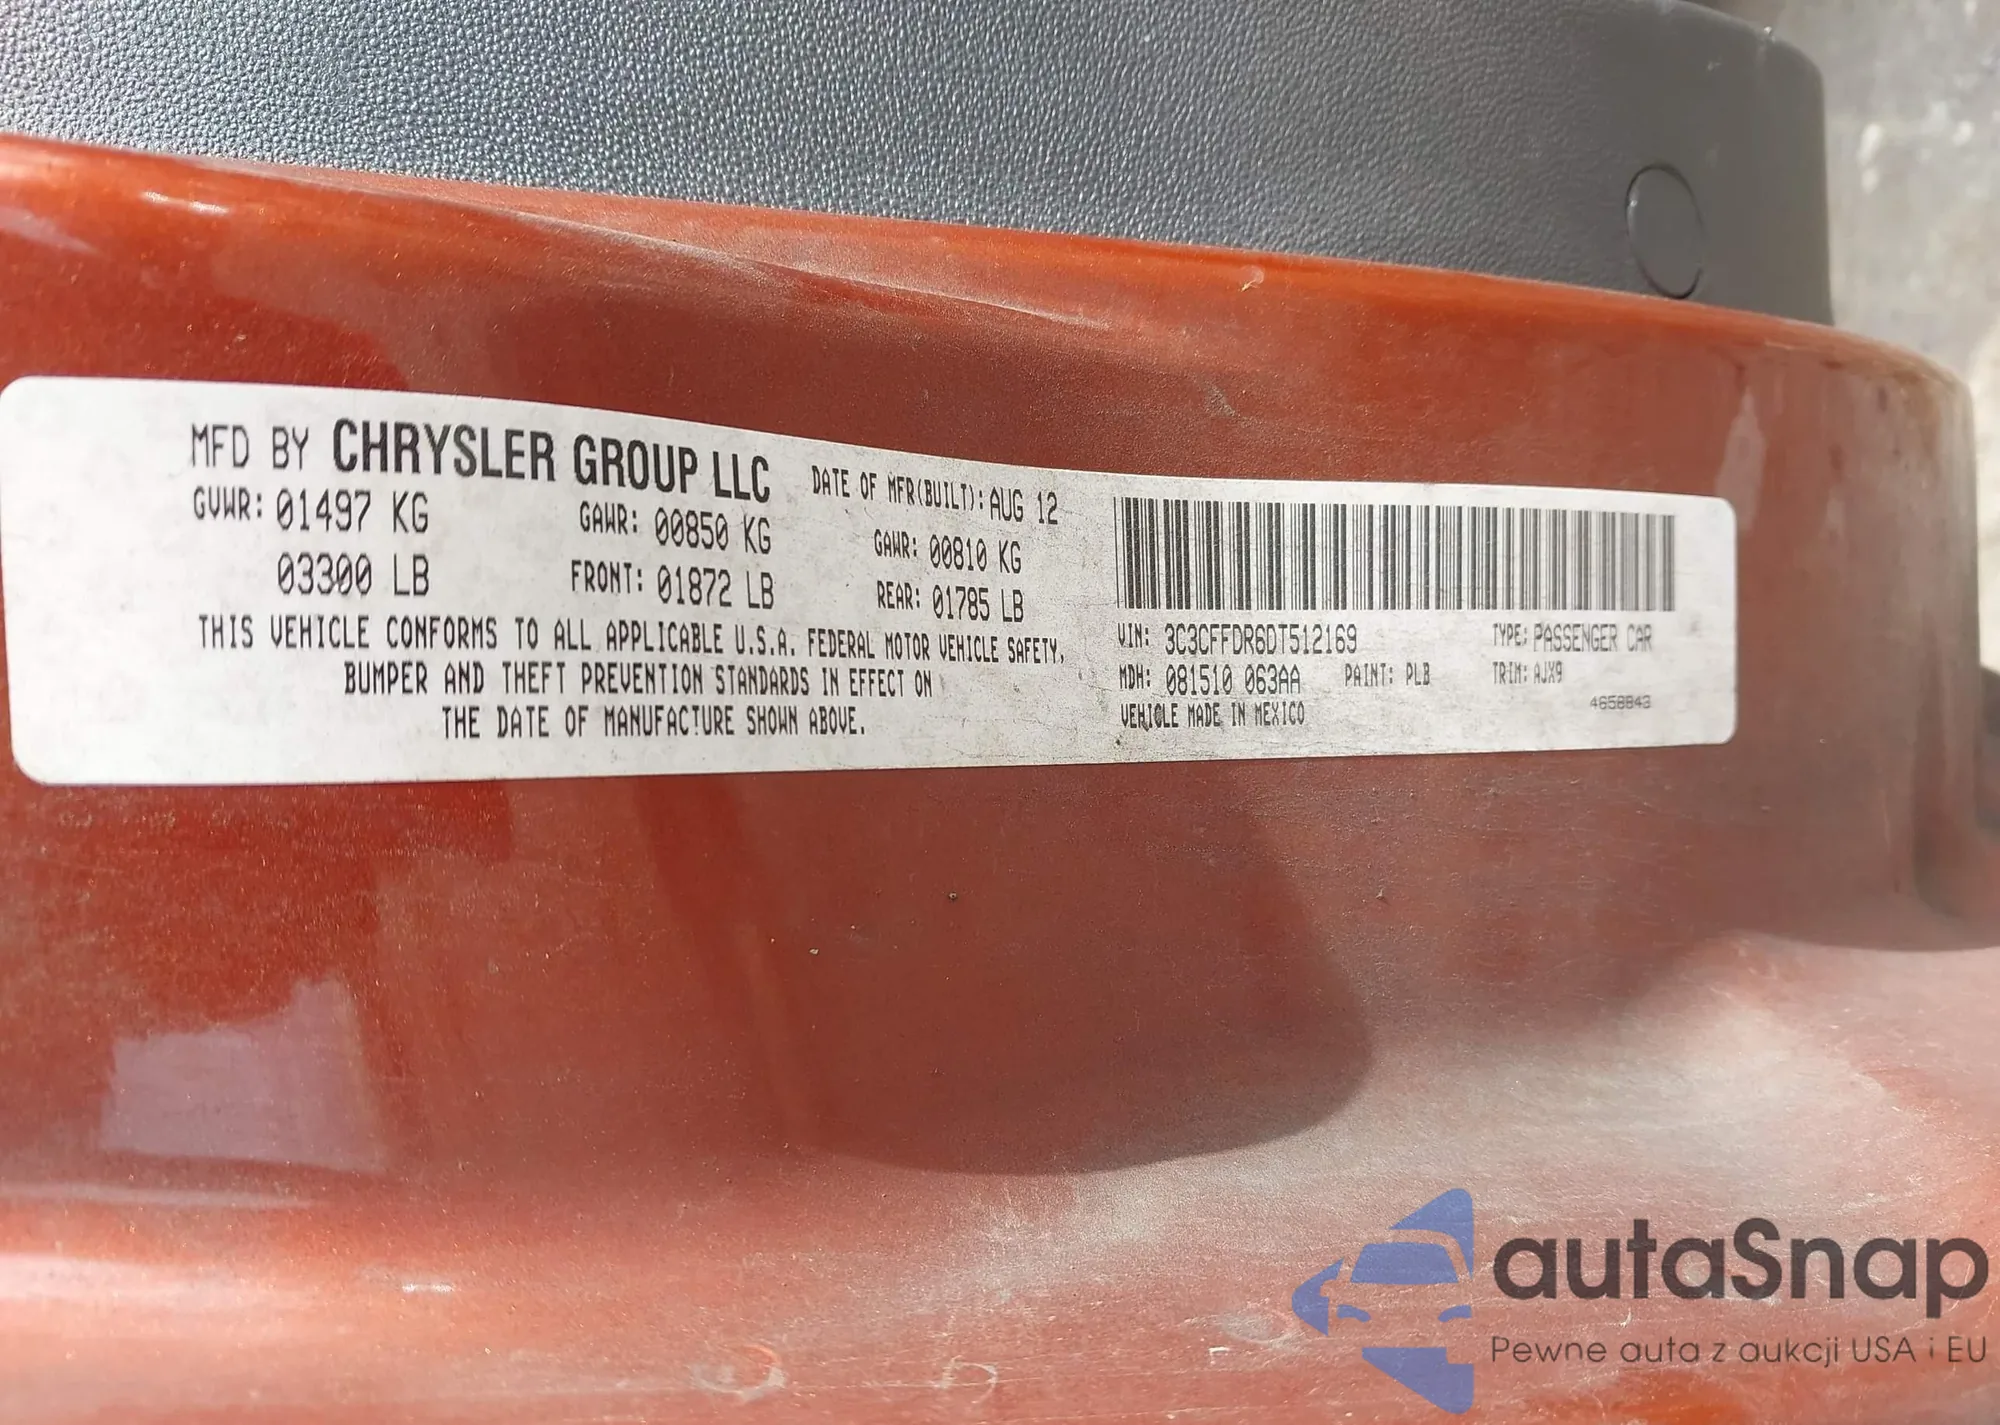 MFD BY CHRYSLER GROUP LLC DATE OF MFR(BUILT): AUG 12
GVWR: 01497 KG GAWR: 00850 KG GAWR: 00810 KG
03300 LB FRONT: 01872 LB REAR: 01785 LB
THIS VEHICLE CONFORMS TO ALL APPLICABLE U.S.A. FEDERAL MOTOR VEHICLE SAFETY,
BUMPER AND THEFT PREVENTION STANDARDS IN EFFECT ON
THE DATE OF MANUFACTURE SHOWN ABOVE.
VIN: 3C3CFFDR6DT512169 TYPE: PASSENGER CAR
MDH: 081510 063AA PAINT: PLB TRIM: AJX9
VEHICLE MADE IN MEXICO 4658843
autaSnap
Pewne auta z aukcji USA i EU